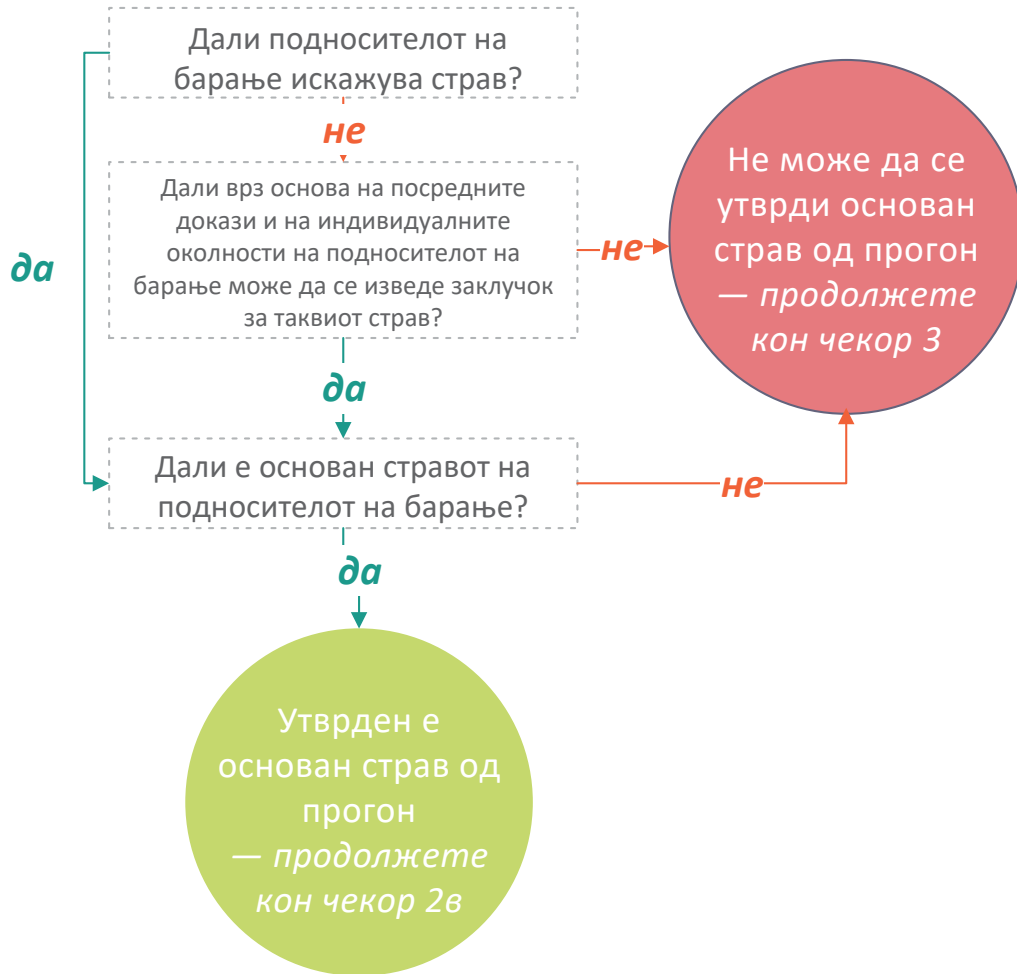 Дали подносителот на
барање искажува страв?
не
Дали врз основа на посредните
докази и на индивидуалните
околности на подносителот на
барање може да се изведе заклучок
за таквиот страв?
да
не
Не може да се
утврди основан
страв од прогон
— продолжете
кон чекор 3
да
Дали е основан стравот на
подносителот на барање?
не
да
Утврден е
основан страв од
прогон
— продолжете
кон чекор 2в